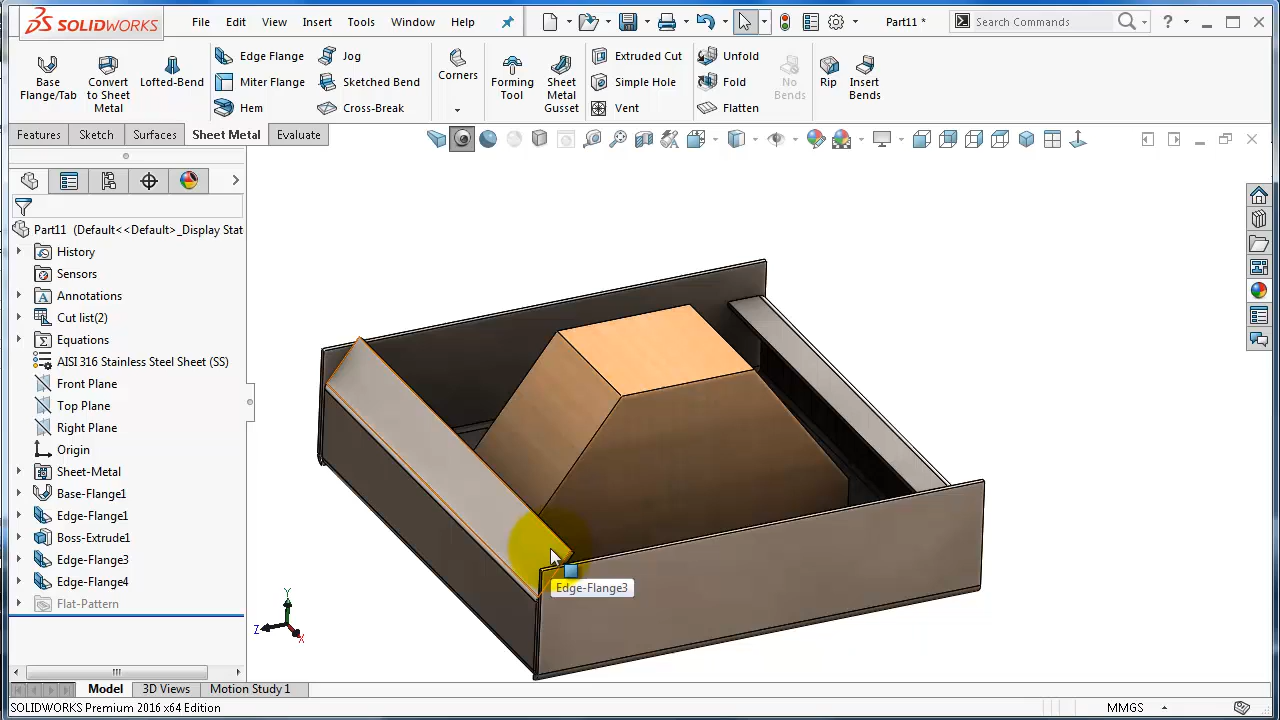 SOLIDWORKS File Edit View Insert Tools Window Help Part11 * Search Commands ?
Base Flange/Tab
Convert to Sheet Metal
Lofted-Bend
Edge Flange
Miter Flange
Hem
Jog
Sketched Bend
Cross-Break
Corners
Forming Tool
Sheet Metal Gusset
Extruded Cut
Simple Hole
Vent
Unfold
Fold
Flatten
No Bends
Rip
Insert Bends
Features Sketch Surfaces Sheet Metal Evaluate
Part11 (Default<<Default>_Display Stat
History
Sensors
Annotations
Cut list(2)
Equations
AISI 316 Stainless Steel Sheet (SS)
Front Plane
Top Plane
Right Plane
Origin
Sheet-Metal
Base-Flange1
Edge-Flange1
Boss-Extrude1
Edge-Flange3
Edge-Flange4
Flat-Pattern
Edge-Flange3
Y
Z
X
Model 3D Views Motion Study 1
SOLIDWORKS Premium 2016 x64 Edition MMGS